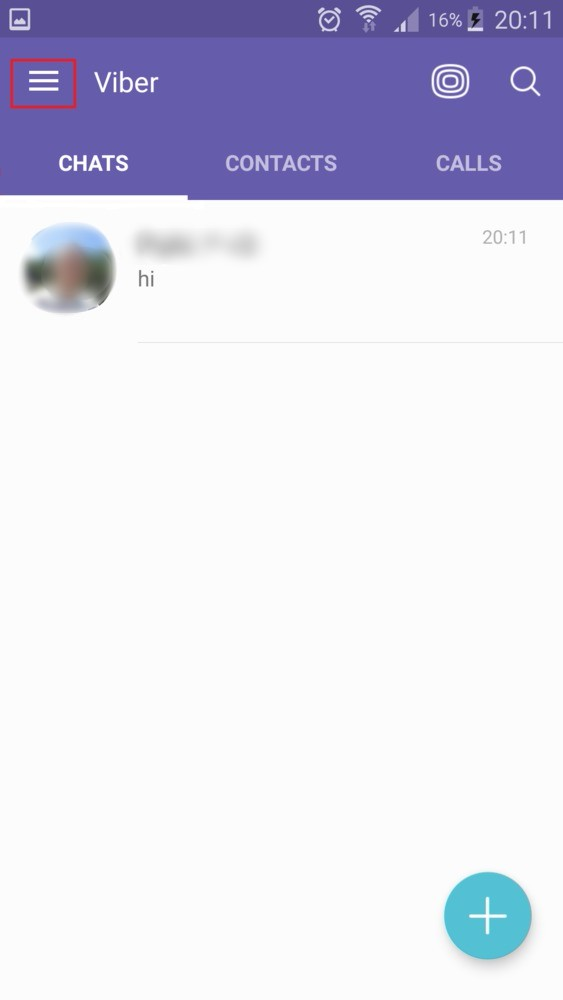 16% 20:11
Viber
CHATS CONTACTS CALLS
20:11
hi